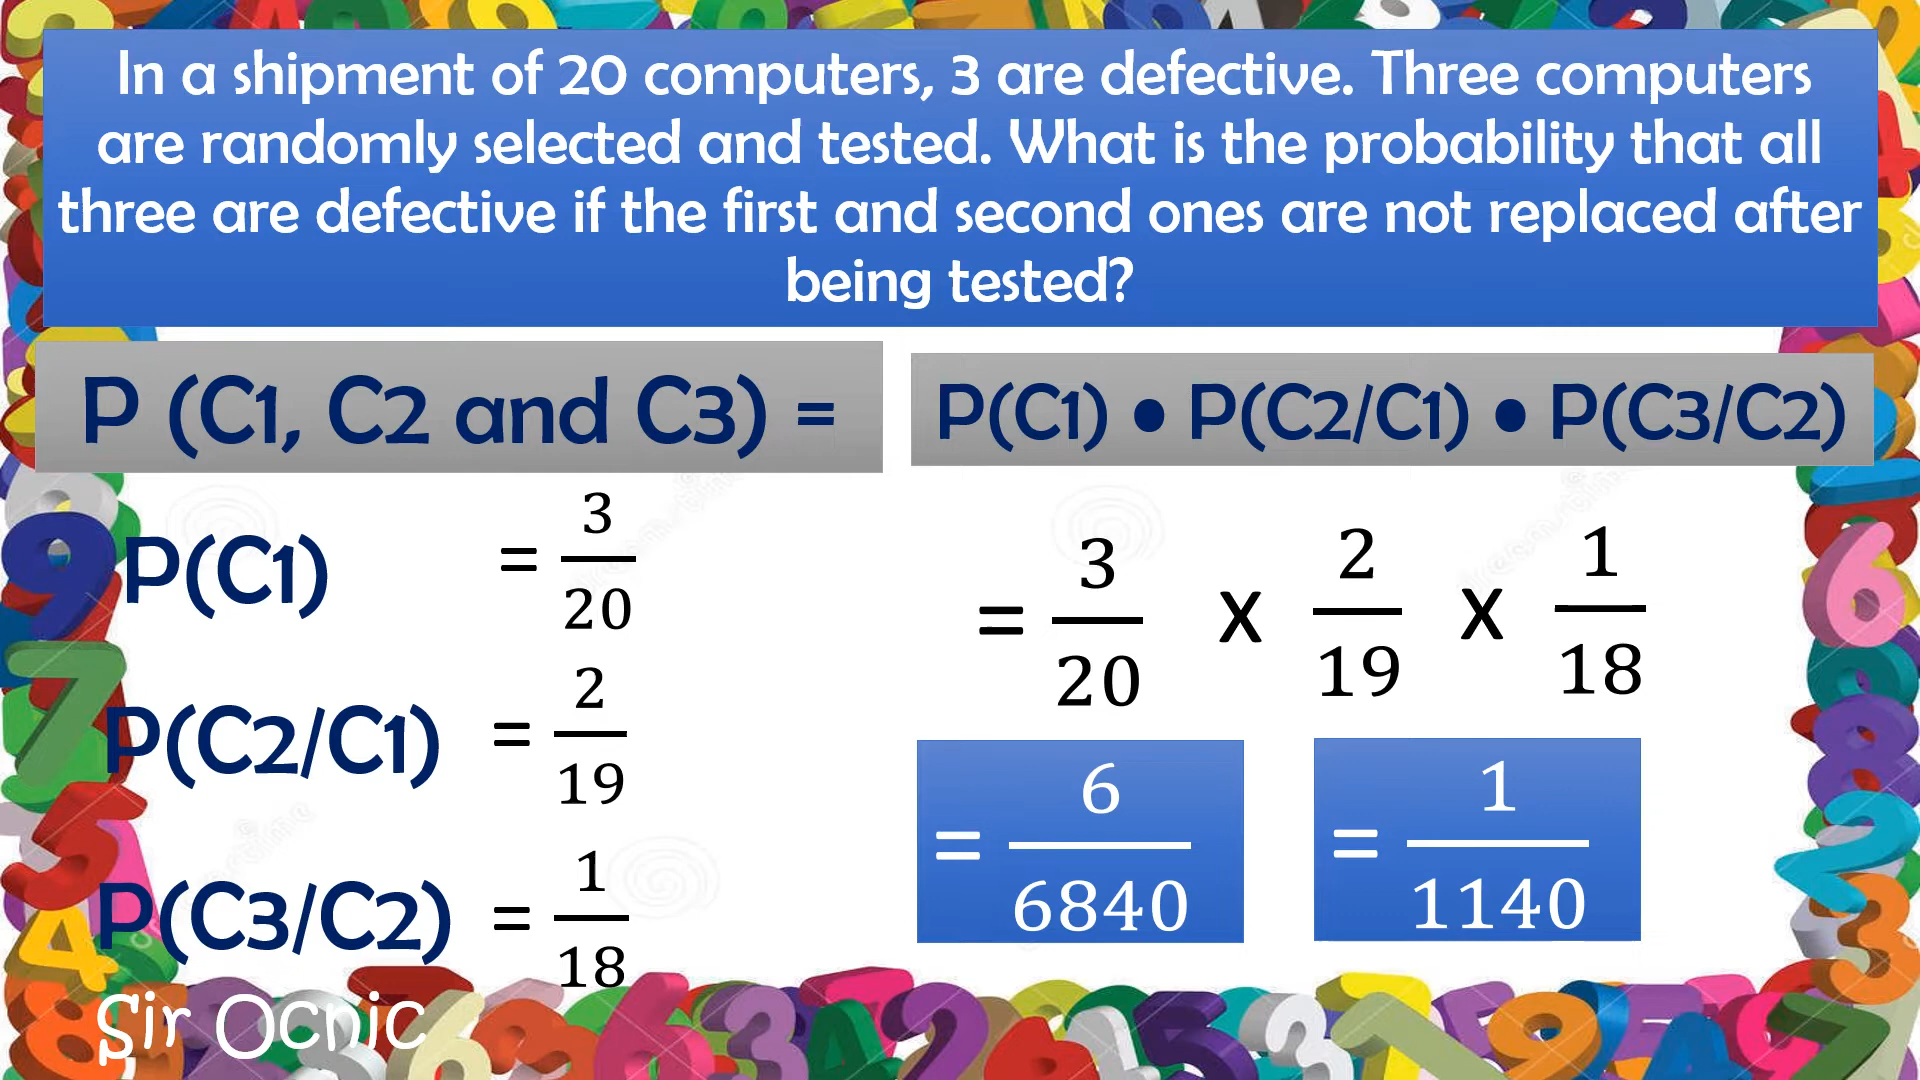 In a shipment of 20 computers, 3 are defective. Three computers
are randomly selected and tested. What is the probability that all
three are defective if the first and second ones are not replaced after
being tested?
P (C1, C2 and C3) =
P(C1) • P(C2/C1) • P(C3/C2)
P(C1) = 3/20
P(C2/C1) = 2/19
P(C3/C2) = 1/18
= 3/20 x 2/19 x 1/18
= 6/6840
= 1/1140
Sir Ocnic